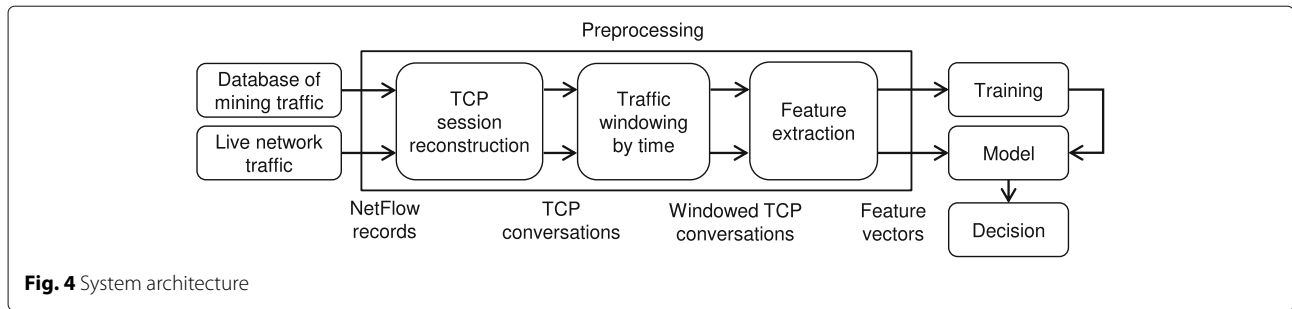 Preprocessing
Database of
mining traffic
Live network
traffic
TCP
session
reconstruction
Traffic
windowing
by time
Feature
extraction
Training
Model
Decision
NetFlow
records
TCP
conversations
Windowed TCP
conversations
Feature
vectors
Fig. 4 System architecture